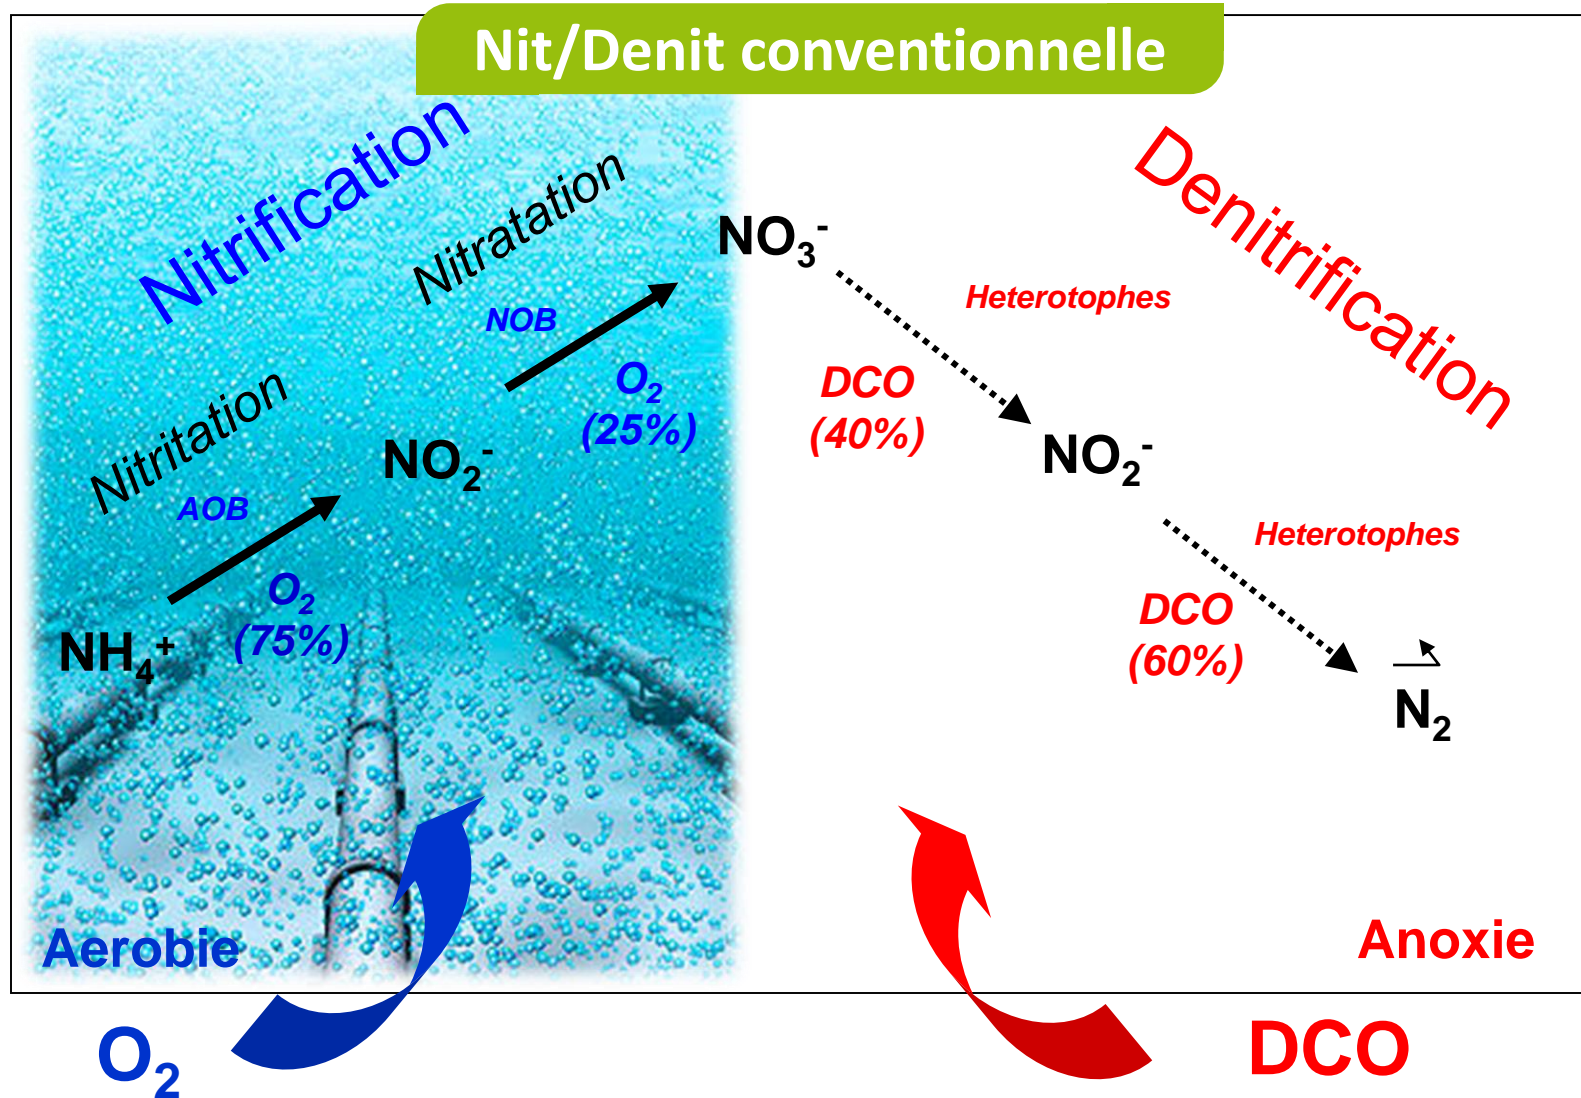 Nit/Denit conventionnelle
Nitrification
Nitratation
NOB
O₂
(25%)
NO₃⁻
Nitritation
AOB
O₂
(75%)
NH₄⁺
NO₂⁻
Denitrification
Heterotophes
DCO
(40%)
NO₂⁻
Heterotophes
DCO
(60%)
N₂
Aerobie
Anoxie
O₂
DCO